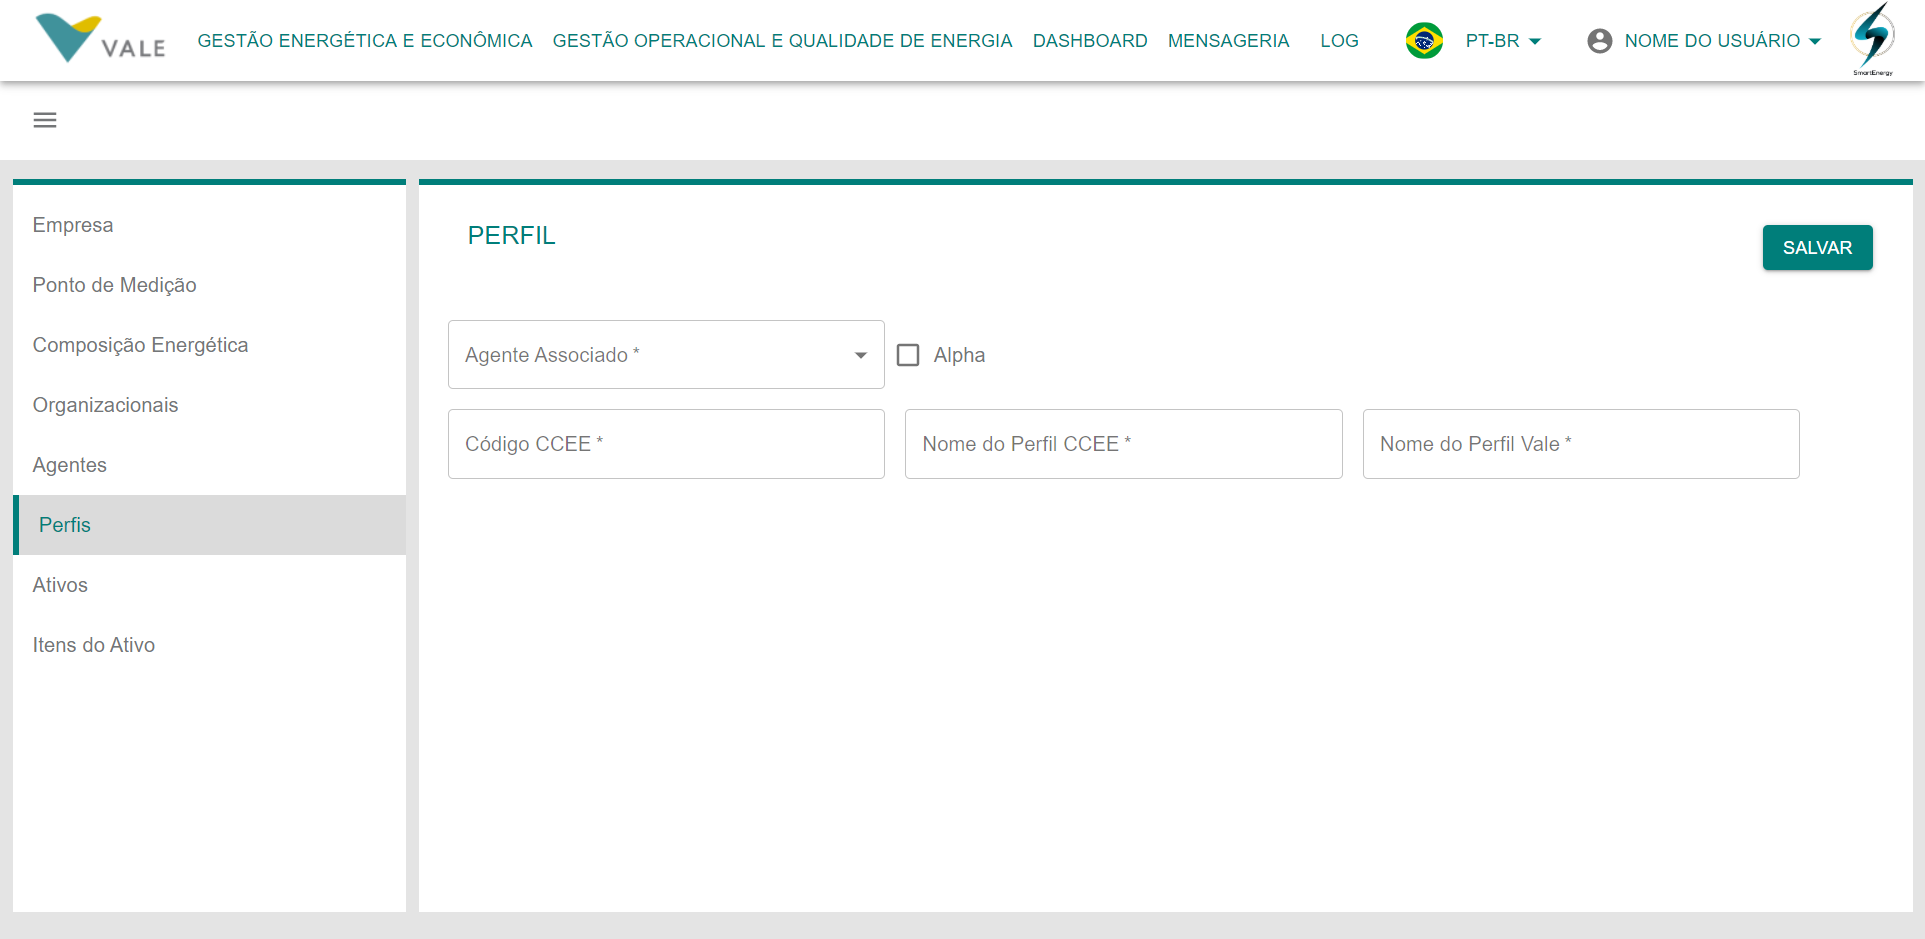 VALE
GESTÃO ENERGÉTICA E ECONÔMICA
GESTÃO OPERACIONAL E QUALIDADE DE ENERGIA
DASHBOARD
MENSAGERIA
LOG
PT-BR
NOME DO USUÁRIO
SmartEnergy
Empresa
Ponto de Medição
Composição Energética
Organizacionais
Agentes
Perfis
Ativos
Itens do Ativo
PERFIL
SALVAR
Agente Associado *
Alpha
Código CCEE *
Nome do Perfil CCEE *
Nome do Perfil Vale *